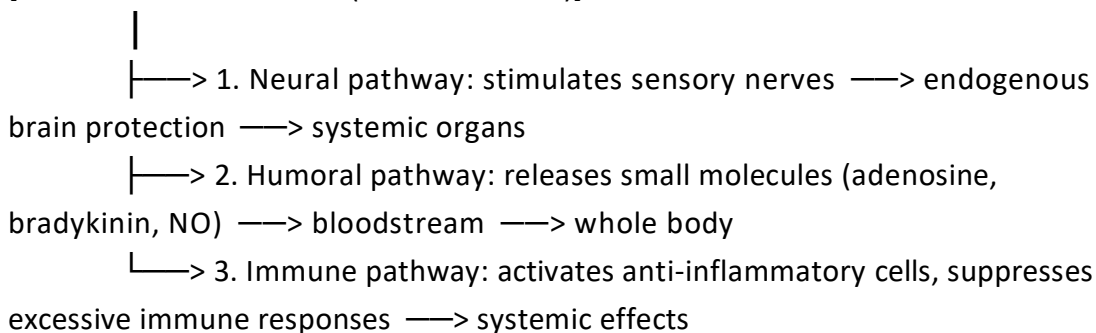 ├──> 1. Neural pathway: stimulates sensory nerves ──> endogenous
brain protection ──> systemic organs
├──> 2. Humoral pathway: releases small molecules (adenosine,
bradykinin, NO) ──> bloodstream ──> whole body
└──> 3. Immune pathway: activates anti-inflammatory cells, suppresses
excessive immune responses ──> systemic effects